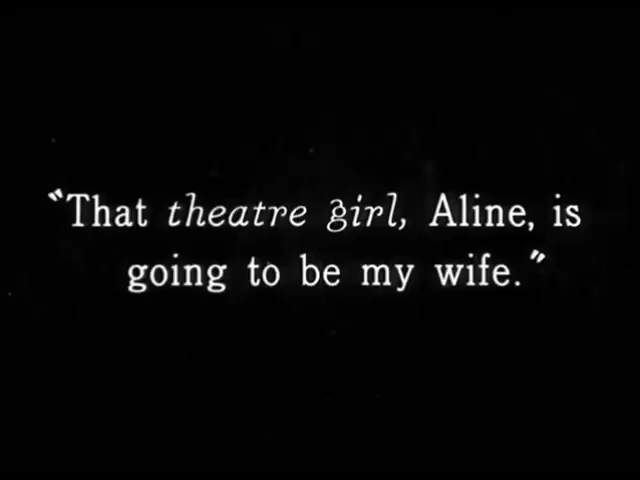 "That theatre girl, Aline, is
going to be my wife."